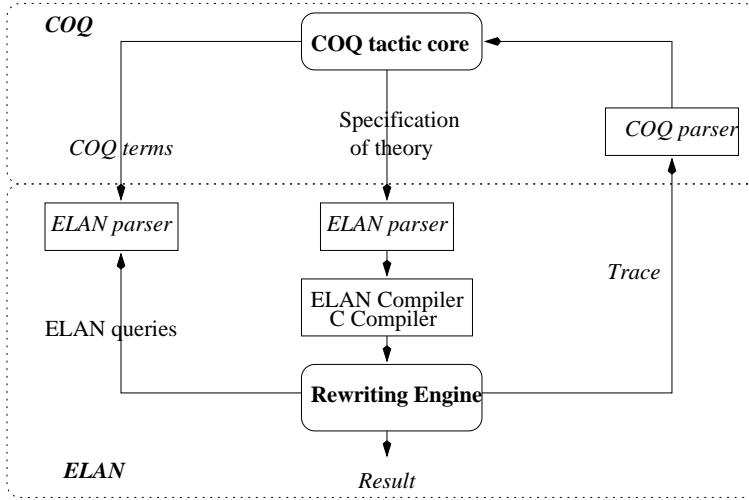 COQ
COQ tactic core
Specification
of theory
COQ terms
COQ parser
ELAN parser
ELAN parser
Trace
ELAN Compiler
C Compiler
ELAN queries
Rewriting Engine
ELAN
Result